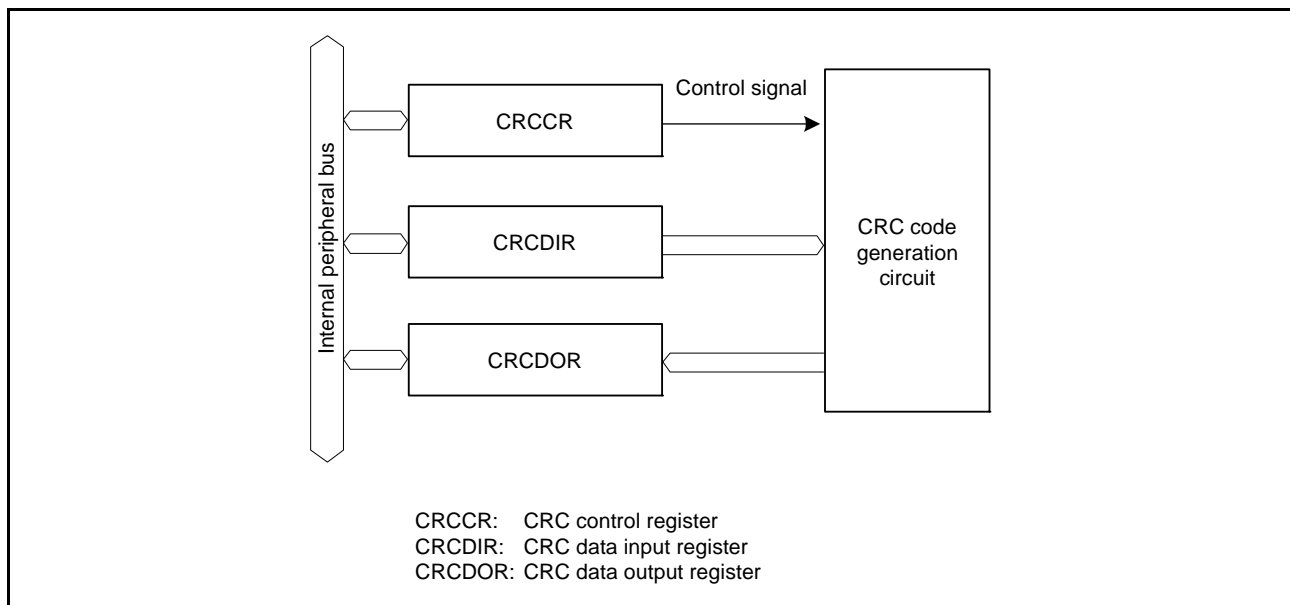 Control signal
CRCCR
Internal peripheral bus
CRCDIR
CRC code
generation
circuit
CRCDOR
CRCCR: CRC control register
CRCDIR: CRC data input register
CRCDOR: CRC data output register